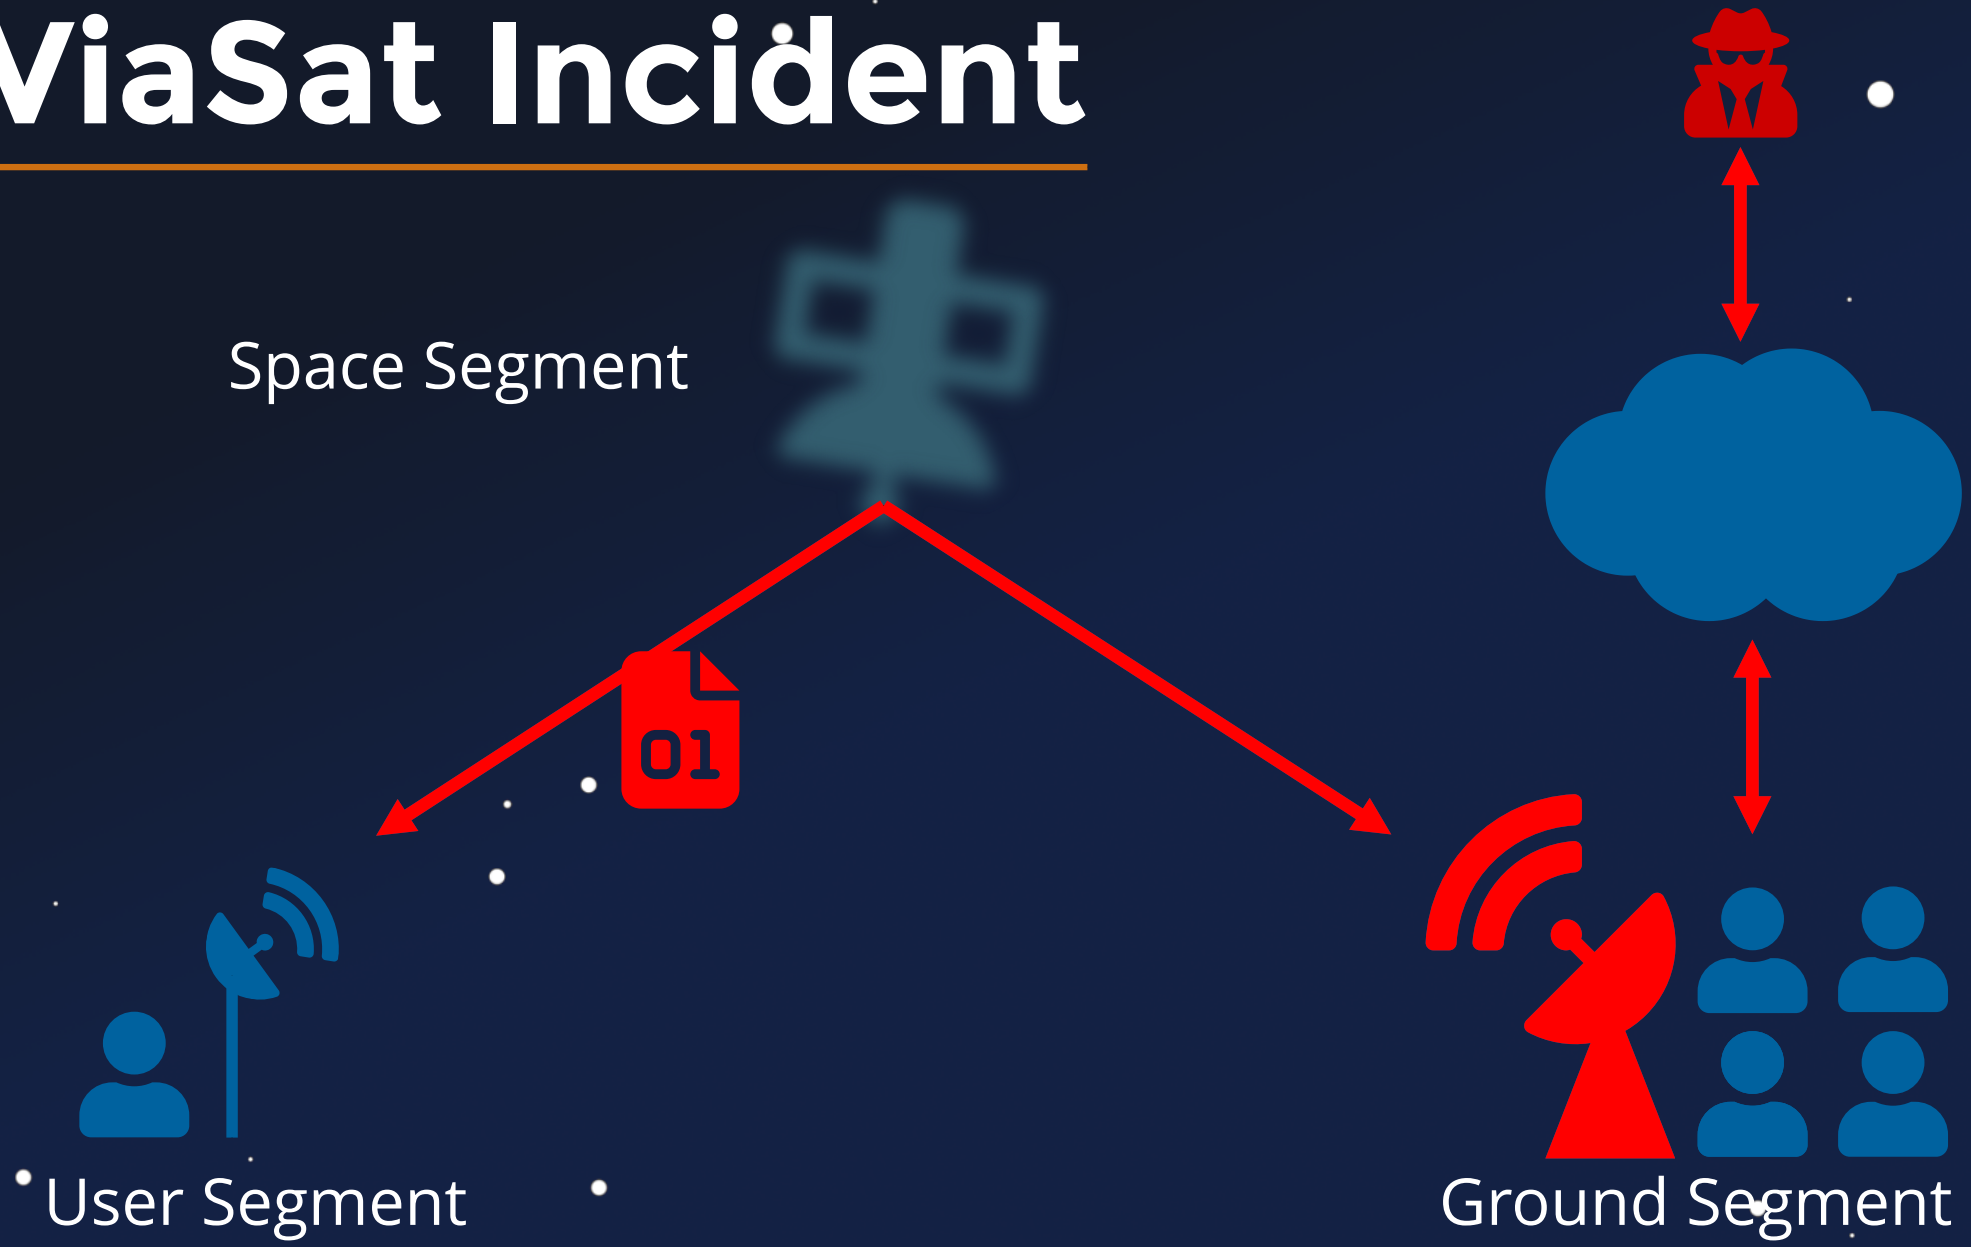 ViaSat Incident
Space Segment
01
User Segment
Ground Segment